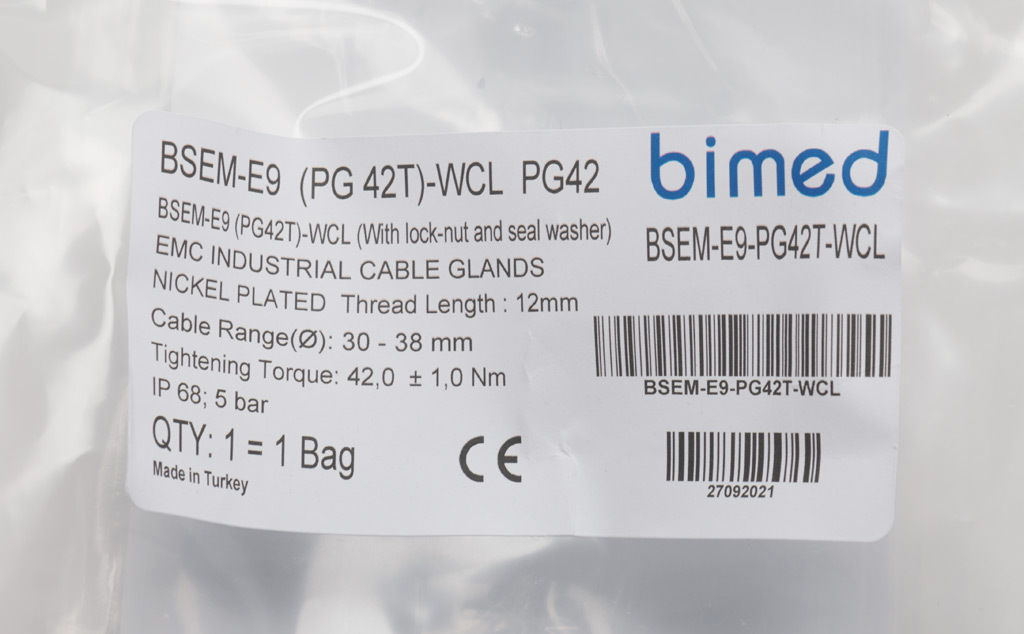 BSEM-E9 (PG 42T)-WCL PG42
BSEM-E9 (PG42T)-WCL (With lock-nut and seal washer)
EMC INDUSTRIAL CABLE GLANDS
NICKEL PLATED Thread Length : 12mm
Cable Range(Ø): 30 - 38 mm
Tightening Torque: 42,0 ± 1,0 Nm
IP 68; 5 bar
QTY: 1 = 1 Bag
Made in Turkey
CE
bimed
BSEM-E9-PG42T-WCL
BSEM-E9-PG42T-WCL
27092021